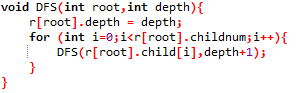 void DFS(int root,int depth){
    r[root].depth = depth;
    for (int i=0;i<r[root].childnum;i++){
        DFS(r[root].child[i],depth+1);
    }
}